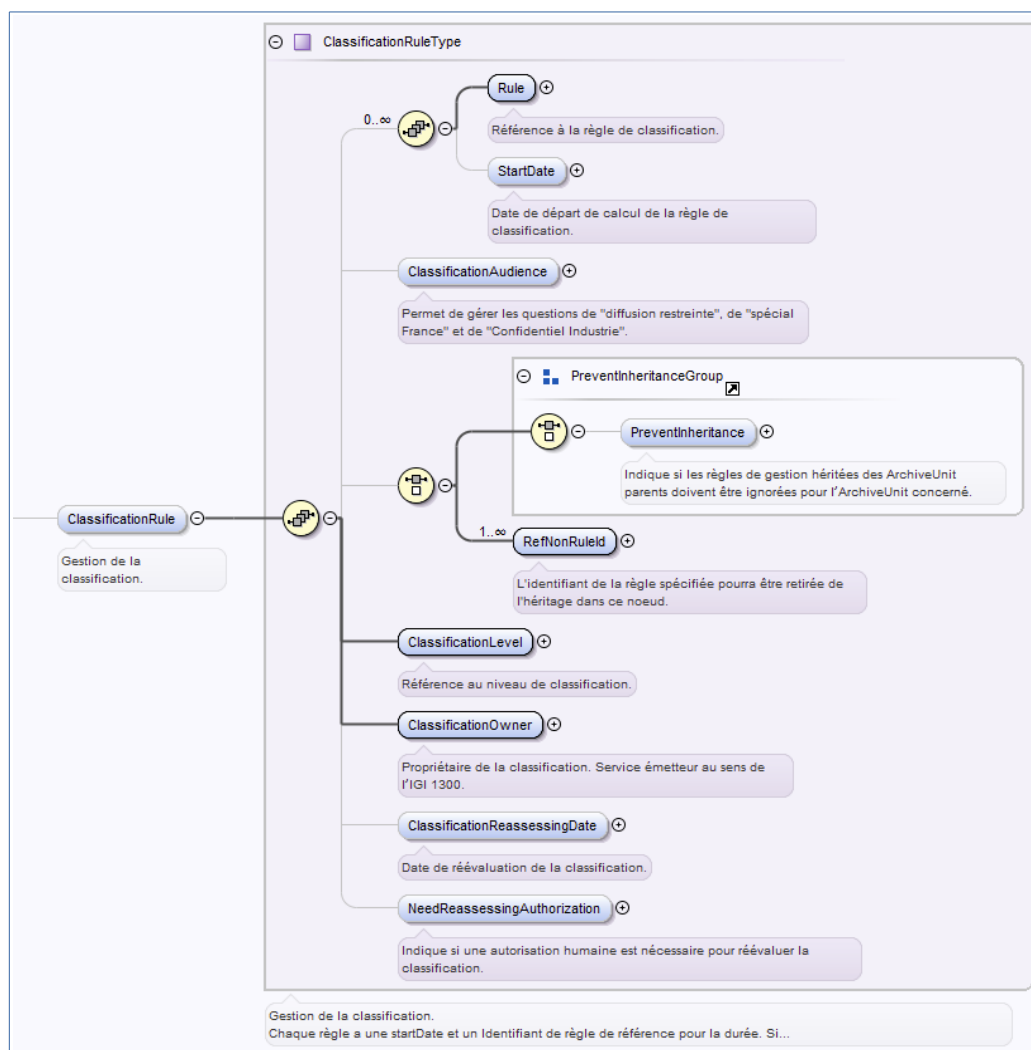 ClassificationRuleType
Rule
0..∞
Référence à la règle de classification.
StartDate
Date de départ de calcul de la règle de
classification.
ClassificationAudience
Permet de gérer les questions de "diffusion restreinte", de "spécial
France" et de "Confidentiel Industrie".
PreventInheritanceGroup
PreventInheritance
Indique si les règles de gestion héritées des ArchiveUnit
parents doivent être ignorées pour l'ArchiveUnit concerné.
ClassificationRule
Gestion de la
classification.
1..∞
RefNonRuleId
L'identifiant de la règle spécifiée pourra être retirée de
l'héritage dans ce noeud.
ClassificationLevel
Référence au niveau de classification.
ClassificationOwner
Propriétaire de la classification. Service émetteur au sens de
l'IGI 1300.
ClassificationReassessingDate
Date de réévaluation de la classification.
NeedReassessingAuthorization
Indique si une autorisation humaine est nécessaire pour réévaluer la
classification.
Gestion de la classification.
Chaque règle a une startDate et un Identifiant de règle de référence pour la durée. Si...